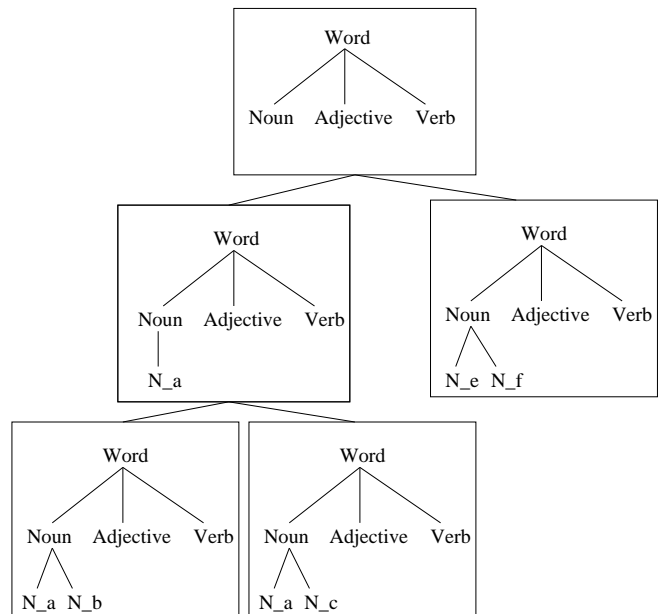 Word
Noun Adjective Verb
Word
Noun Adjective Verb
N_a
Word
Noun Adjective Verb
N_e N_f
Word
Noun Adjective Verb
N_a N_b
Word
Noun Adjective Verb
N_a N_c